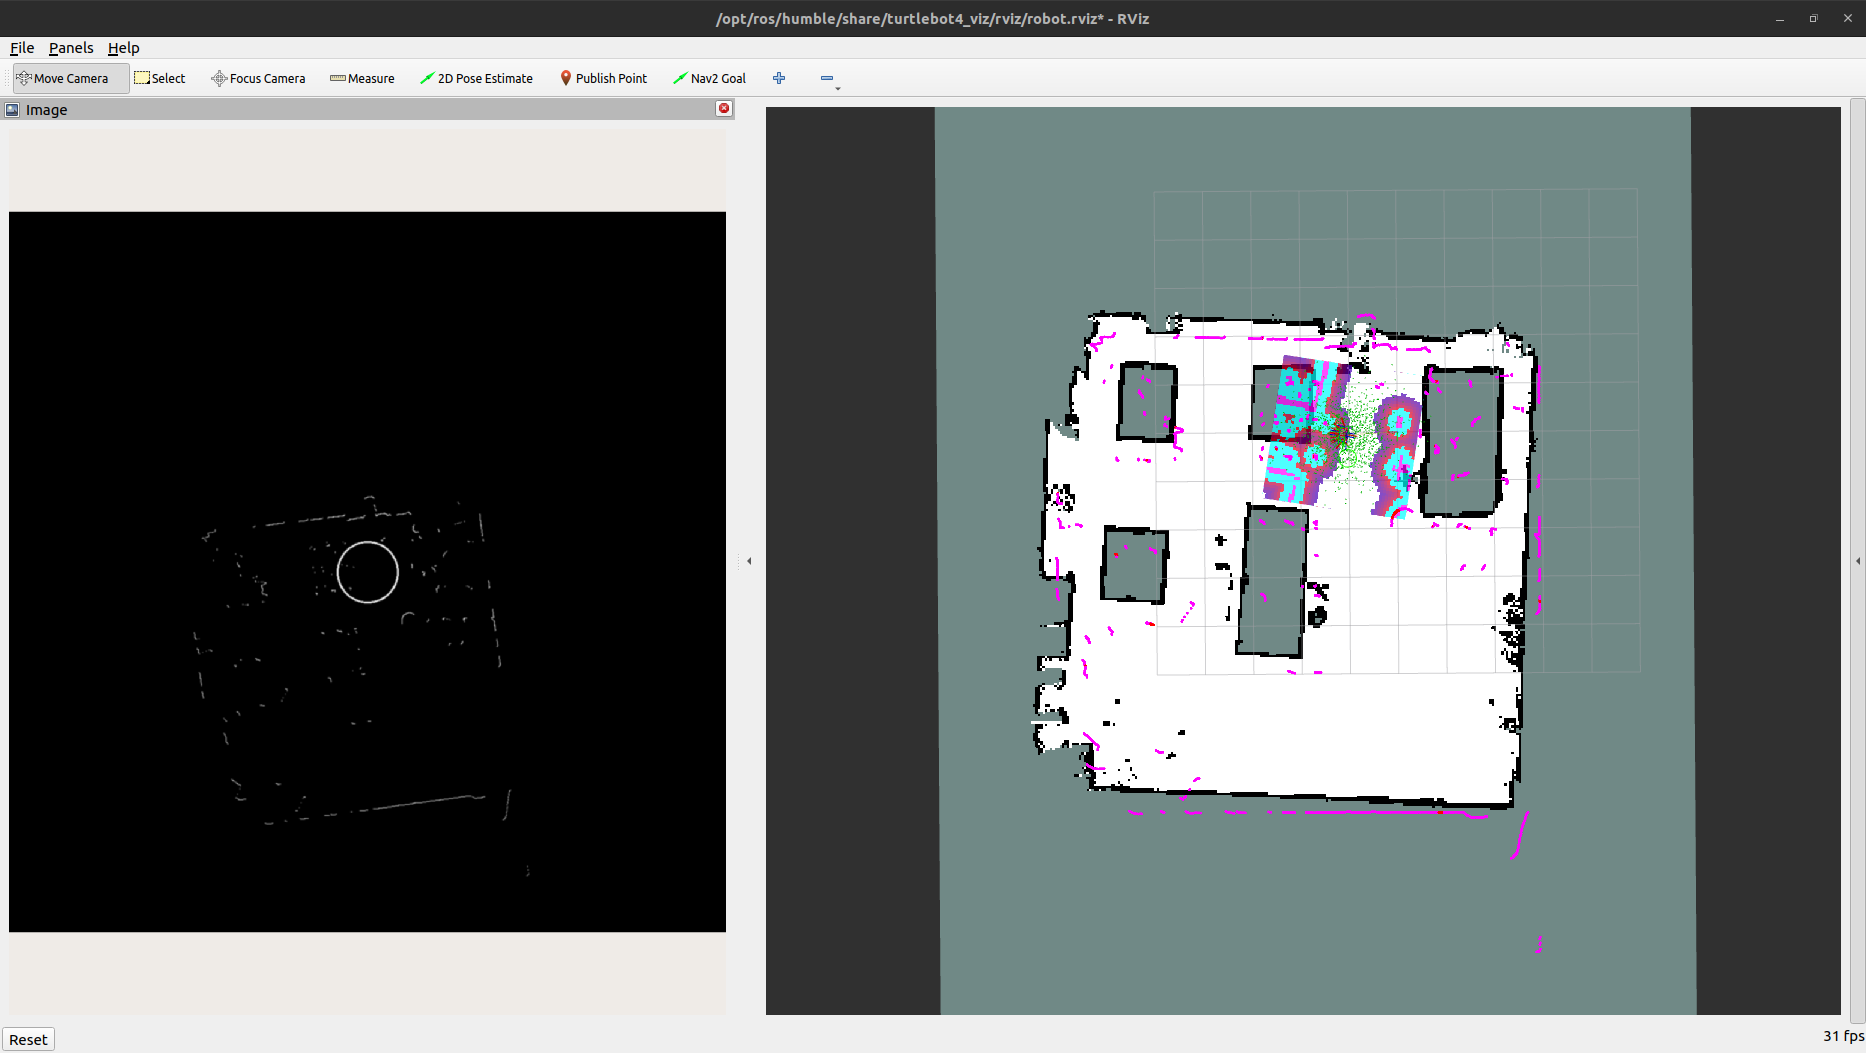 /opt/ros/humble/share/turtlebot4_viz/rviz/robot.rviz* - RViz
File Panels Help
Move Camera Select Focus Camera Measure 2D Pose Estimate Publish Point Nav2 Goal
Image
Reset
31 fps